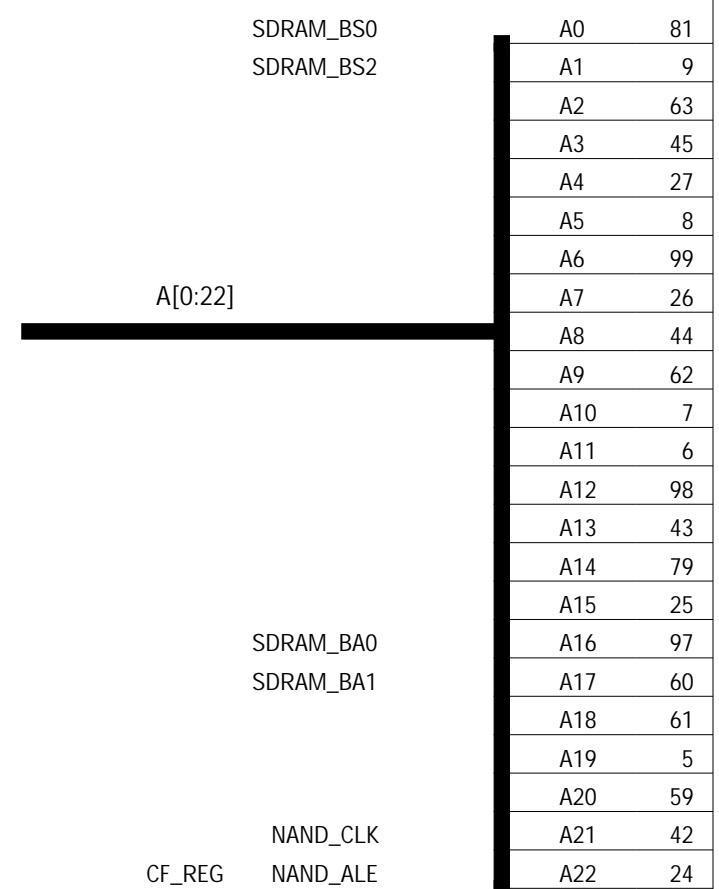 SDRAM_BS0 A0 81
SDRAM_BS2 A1 9
A2 63
A3 45
A4 27
A5 8
A6 99
A[0:22] A7 26
A8 44
A9 62
A10 7
A11 6
A12 98
A13 43
A14 79
A15 25
SDRAM_BA0 A16 97
SDRAM_BA1 A17 60
A18 61
A19 5
A20 59
NAND_CLK A21 42
CF_REG NAND_ALE A22 24